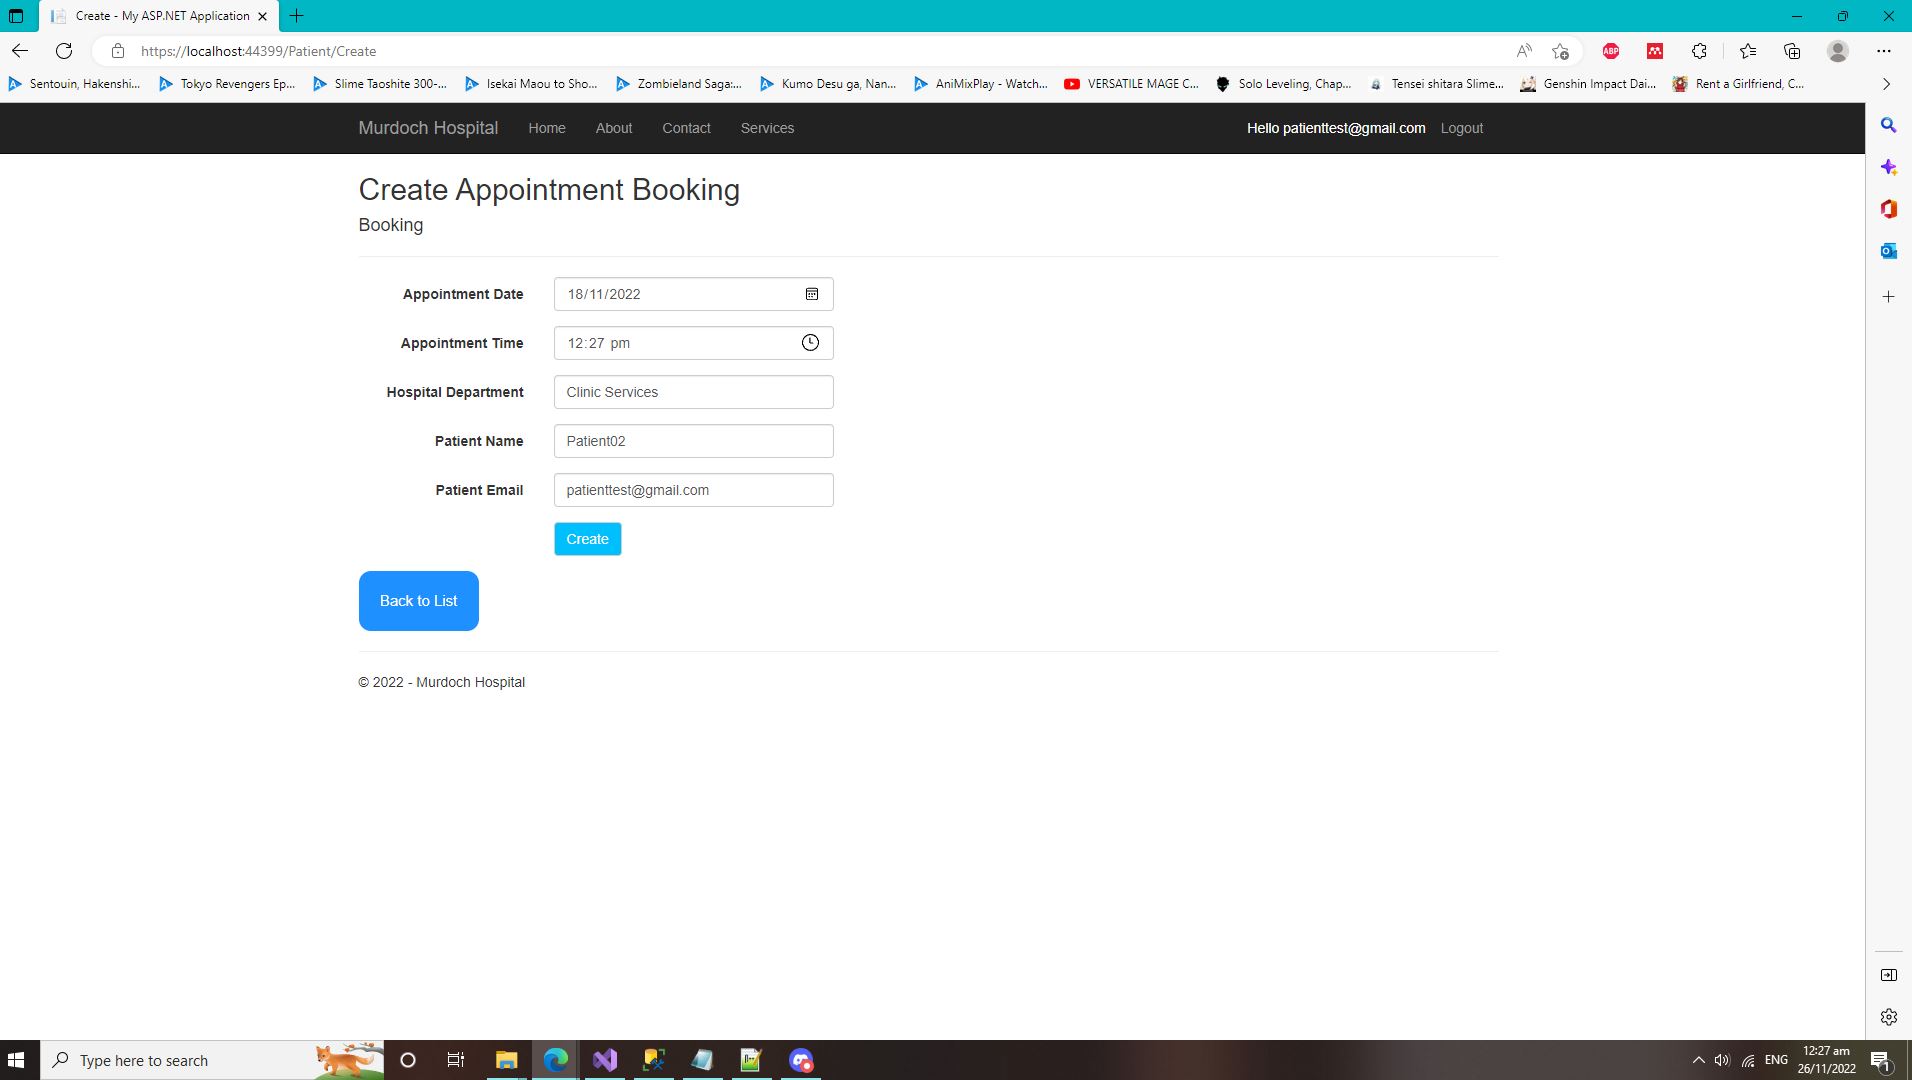 Create - My ASP.NET Application
https://localhost:44399/Patient/Create
Sentouin, Hakenshi... Tokyo Revengers Ep... Slime Taoshite 300-... Isekai Maou to Sho... Zombieland Saga:... Kumo Desu ga, Nan... AniMixPlay - Watch... VERSATILE MAGE C... Solo Leveling, Chap... Tensei shitara Slime... Genshin Impact Dai... Rent a Girlfriend, C...
Murdoch Hospital Home About Contact Services Hello patienttest@gmail.com Logout
Create Appointment Booking
Booking
Appointment Date 18/11/2022
Appointment Time 12:27 pm
Hospital Department Clinic Services
Patient Name Patient02
Patient Email patienttest@gmail.com
Create
Back to List
© 2022 - Murdoch Hospital
Type here to search
ENG
12:27 am
26/11/2022
1
ABP